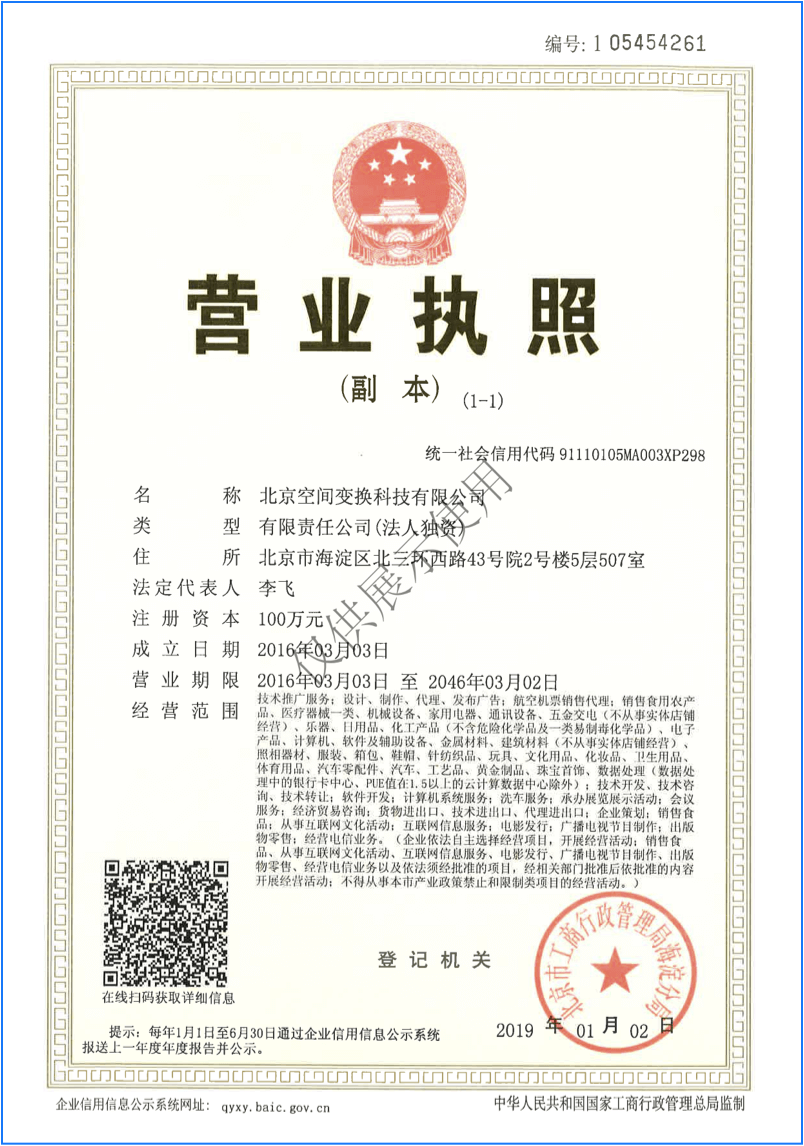 编号: 1 05454261
营业执照
(副 本) (1-1)
统一社会信用代码 91110105MA003XP298
名 称 北京空间变换科技有限公司
类 型 有限责任公司(法人独资)
住 所 北京市海淀区北三环西路43号院2号楼5层507室
法定代表人 李飞
注册资本 100万元
成立日期 2016年03月03日
营业期限 2016年03月03日 至 2046年03月02日
经营范围 技术推广服务；设计、制作、代理、发布广告；航空机票销售代理；销售食用农产
品、医疗器械一类、机械设备、家用电器、通讯设备、五金交电（不从事实体店铺
经营）、乐器、日用品、化工产品（不含危险化学品及一类易制毒化学品）、电子
产品、计算机、软件及辅助设备、金属材料、建筑材料（不从事实体店铺经营）、
照相器材、服装、箱包、鞋帽、针纺织品、玩具、文化用品、化妆品、卫生用品、
体育用品、汽车零配件、汽车、工艺品、黄金制品、珠宝首饰、数据处理（数据处
理中的银行卡中心、PUE值在1.5以上的云计算数据中心除外）；技术开发、技术咨
询、技术转让；软件开发；计算机系统服务；洗车服务；承办展览展示活动；会议
服务；经济贸易咨询；货物进出口、技术进出口、代理进出口；企业策划；销售食
品；从事互联网文化活动；互联网信息服务；电影发行；广播电视节目制作；出版
物零售；经营电信业务。（企业依法自主选择经营项目，开展经营活动；销售食
品、从事互联网文化活动、互联网信息服务、电影发行、广播电视节目制作、出版
物零售、经营电信业务以及依法须经批准的项目，经相关部门批准后依批准的内容
开展经营活动；不得从事本市产业政策禁止和限制类项目的经营活动。）
仅供展示使用
在线扫码获取详细信息
登记机关
北京市工商行政管理局海淀分局
2019 年 01 月 02 日
提示：每年1月1日至6月30日通过企业信用信息公示系统
报送上一年度年度报告并公示。
企业信用信息公示系统网址: qyxy.baic.gov.cn
中华人民共和国国家工商行政管理总局监制